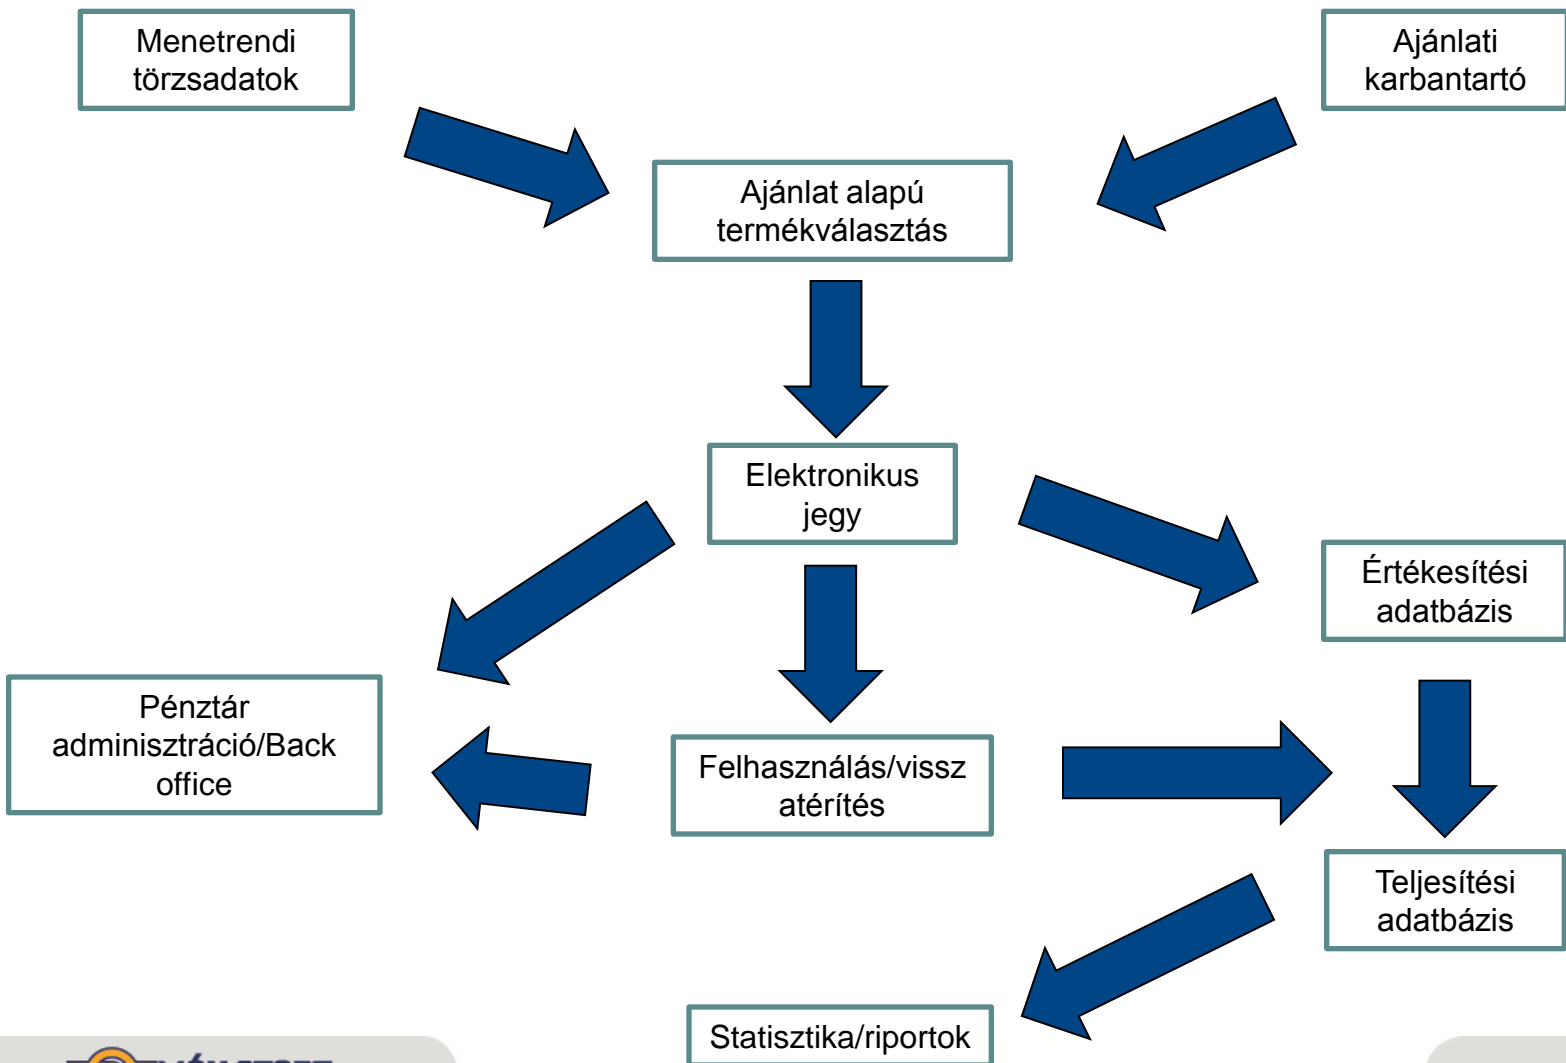 Menetrendi
törzsadatok
Ajánlati
karbantartó
Ajánlat alapú
termékválasztás
Elektronikus
jegy
Értékesítési
adatbázis
Pénztár
adminisztráció/Back
office
Felhasználás/vissz
atérítés
Teljesítési
adatbázis
Statisztika/riportok